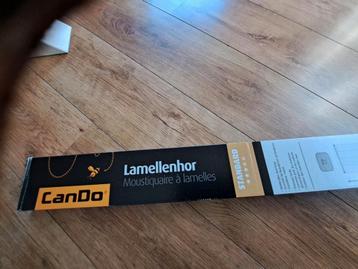 Lamellenhor
Moustiquaire à lamelles
CanDo
STANDARD